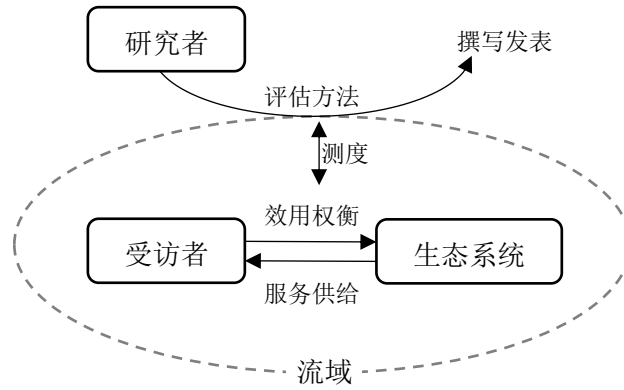 研究者
撰写发表
评估方法
测度
效用权衡
受访者
生态系统
服务供给
流域